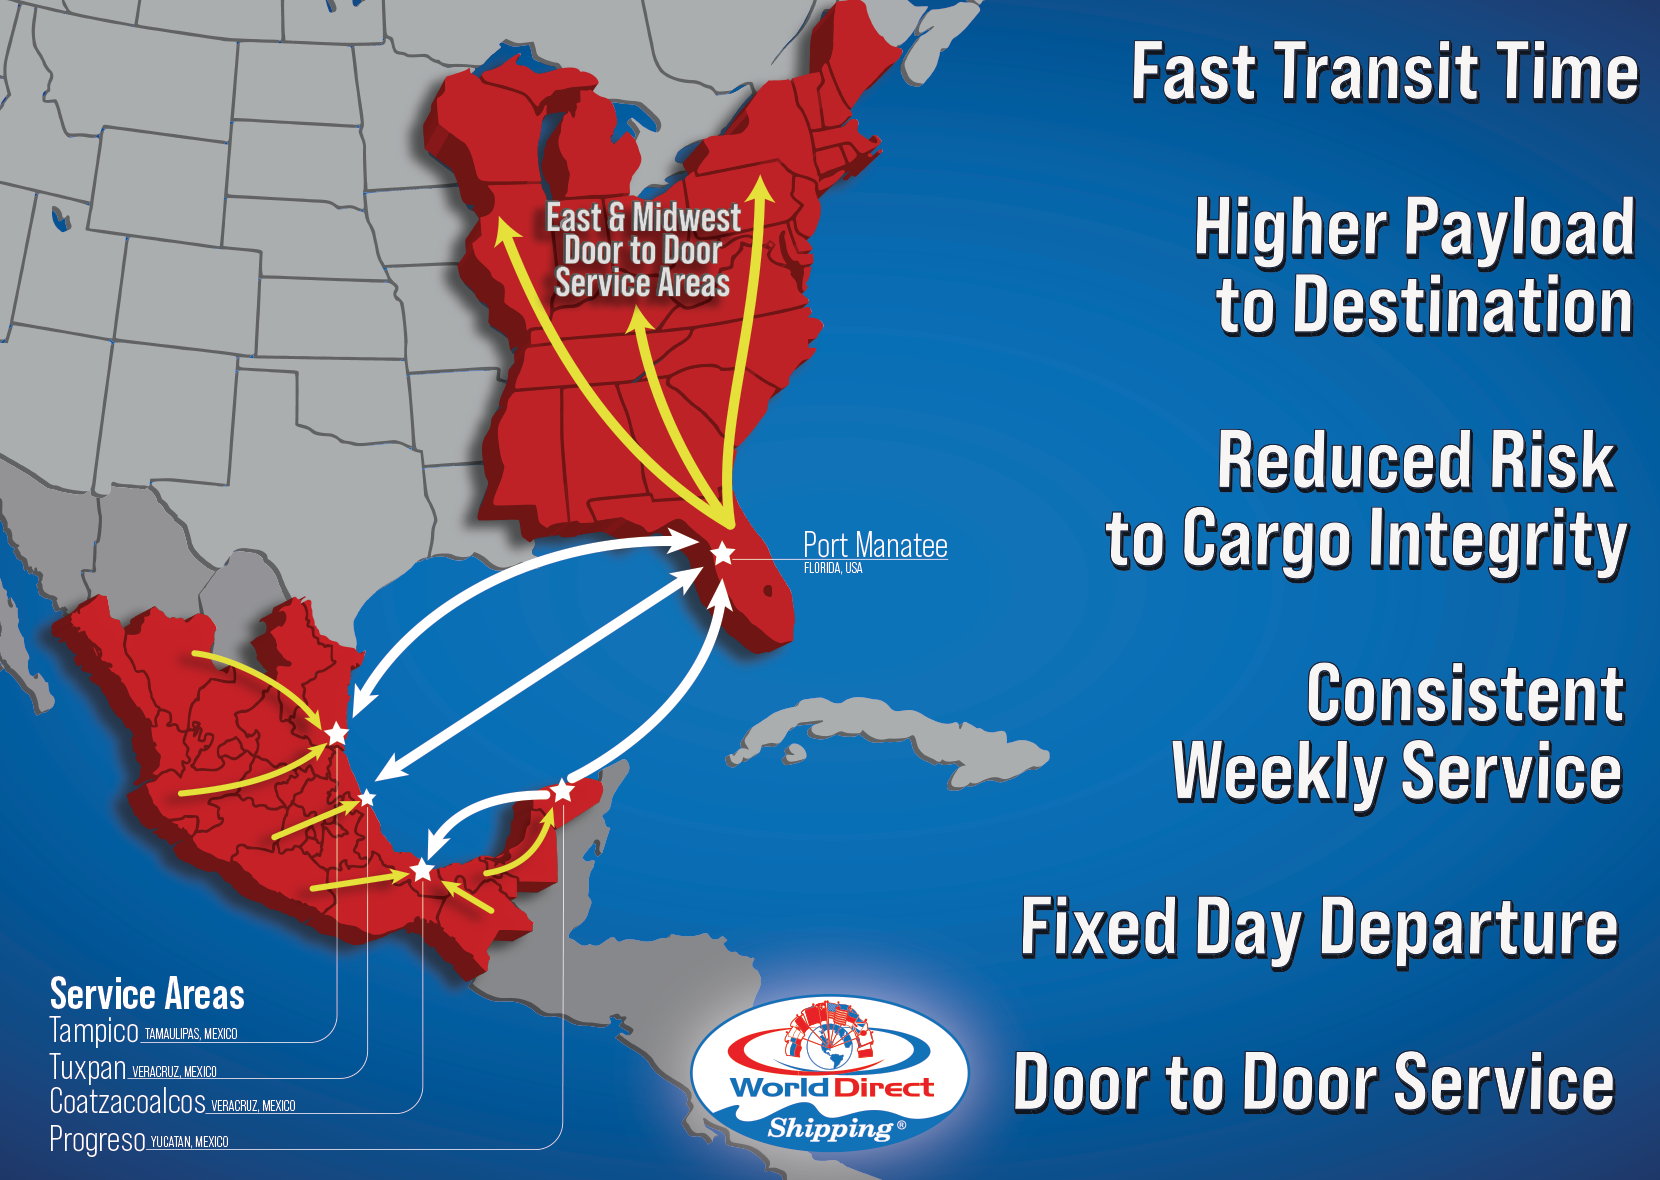 Fast Transit Time
Higher Payload
to Destination
Reduced Risk
to Cargo Integrity
Consistent
Weekly Service
Fixed Day Departure
Door to Door Service
East & Midwest
Door to Door
Service Areas
Port Manatee
FLORIDA, USA
Service Areas
Tampico TAMAULIPAS, MEXICO
Tuxpan VERACRUZ, MEXICO
Coatzacoalcos VERACRUZ, MEXICO
Progreso YUCATAN, MEXICO
World Direct
Shipping ®